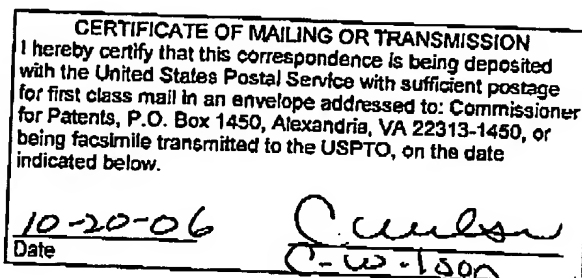 CERTIFICATE OF MAILING OR TRANSMISSION
I hereby certify that this correspondence is being deposited
with the United States Postal Service with sufficient postage
for first class mail in an envelope addressed to: Commissioner
for Patents, P.O. Box 1450, Alexandria, VA 22313-1450, or
being facsimile transmitted to the USPTO, on the date
indicated below.
10-20-06
Date
C. Wilson